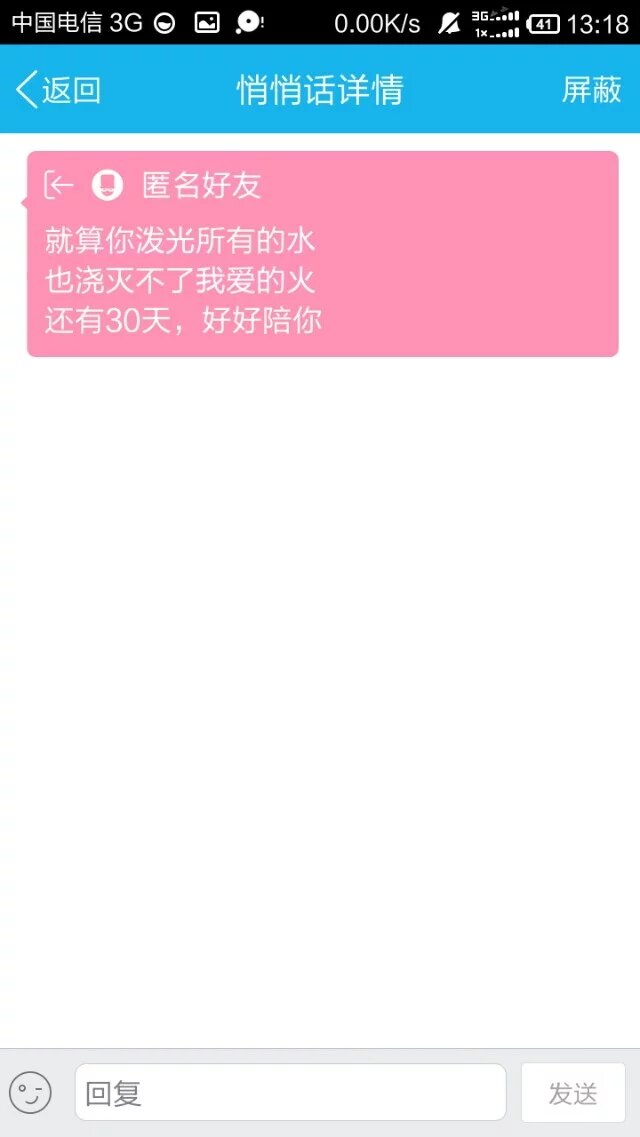 中国电信 3G 0.00K/s 3G 1x 41 13:18
返回 悄悄话详情 屏蔽
匿名好友
就算你泼光所有的水
也浇灭不了我爱的火
还有30天，好好陪你
回复 发送